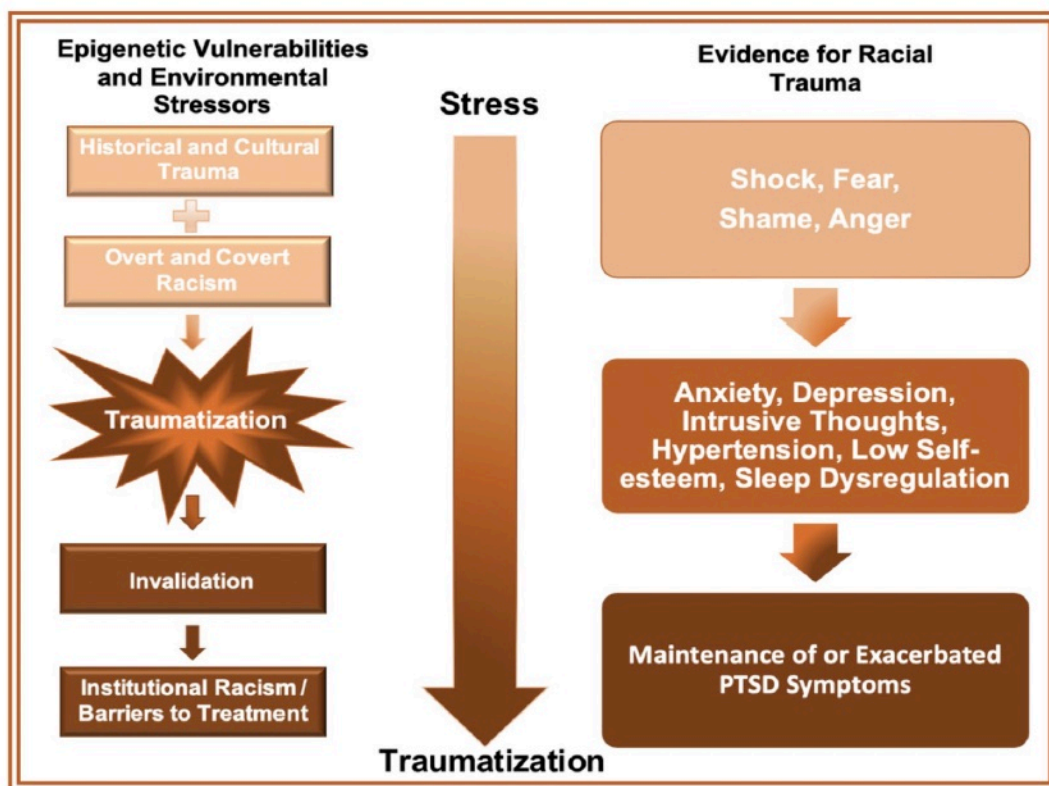 Epigenetic Vulnerabilities
and Environmental
Stressors
Historical and Cultural
Trauma
Overt and Covert
Racism
Traumatization
Invalidation
Institutional Racism /
Barriers to Treatment
Stress
Traumatization
Evidence for Racial
Trauma
Shock, Fear,
Shame, Anger
Anxiety, Depression,
Intrusive Thoughts,
Hypertension, Low Self-
esteem, Sleep Dysregulation
Maintenance of or Exacerbated
PTSD Symptoms